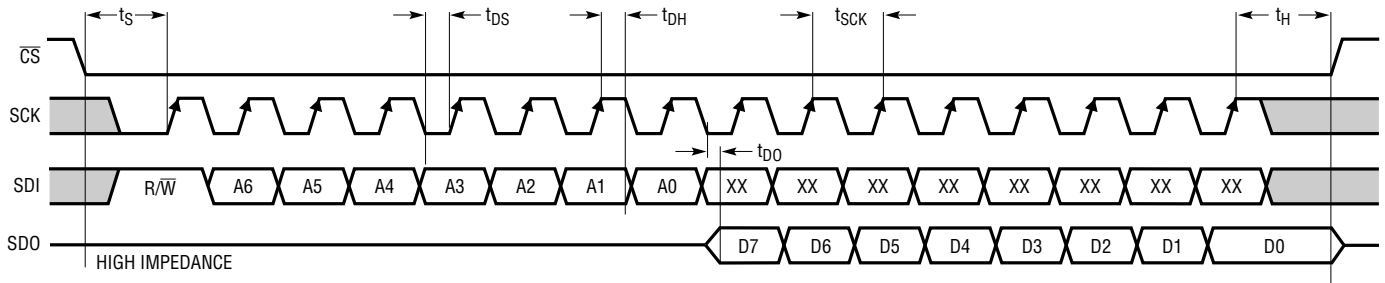 tS tDS tDH tSCK tH
CS
SCK
tDO
SDI R/W A6 A5 A4 A3 A2 A1 A0 XX XX XX XX XX XX XX XX
SDO D7 D6 D5 D4 D3 D2 D1 D0
HIGH IMPEDANCE